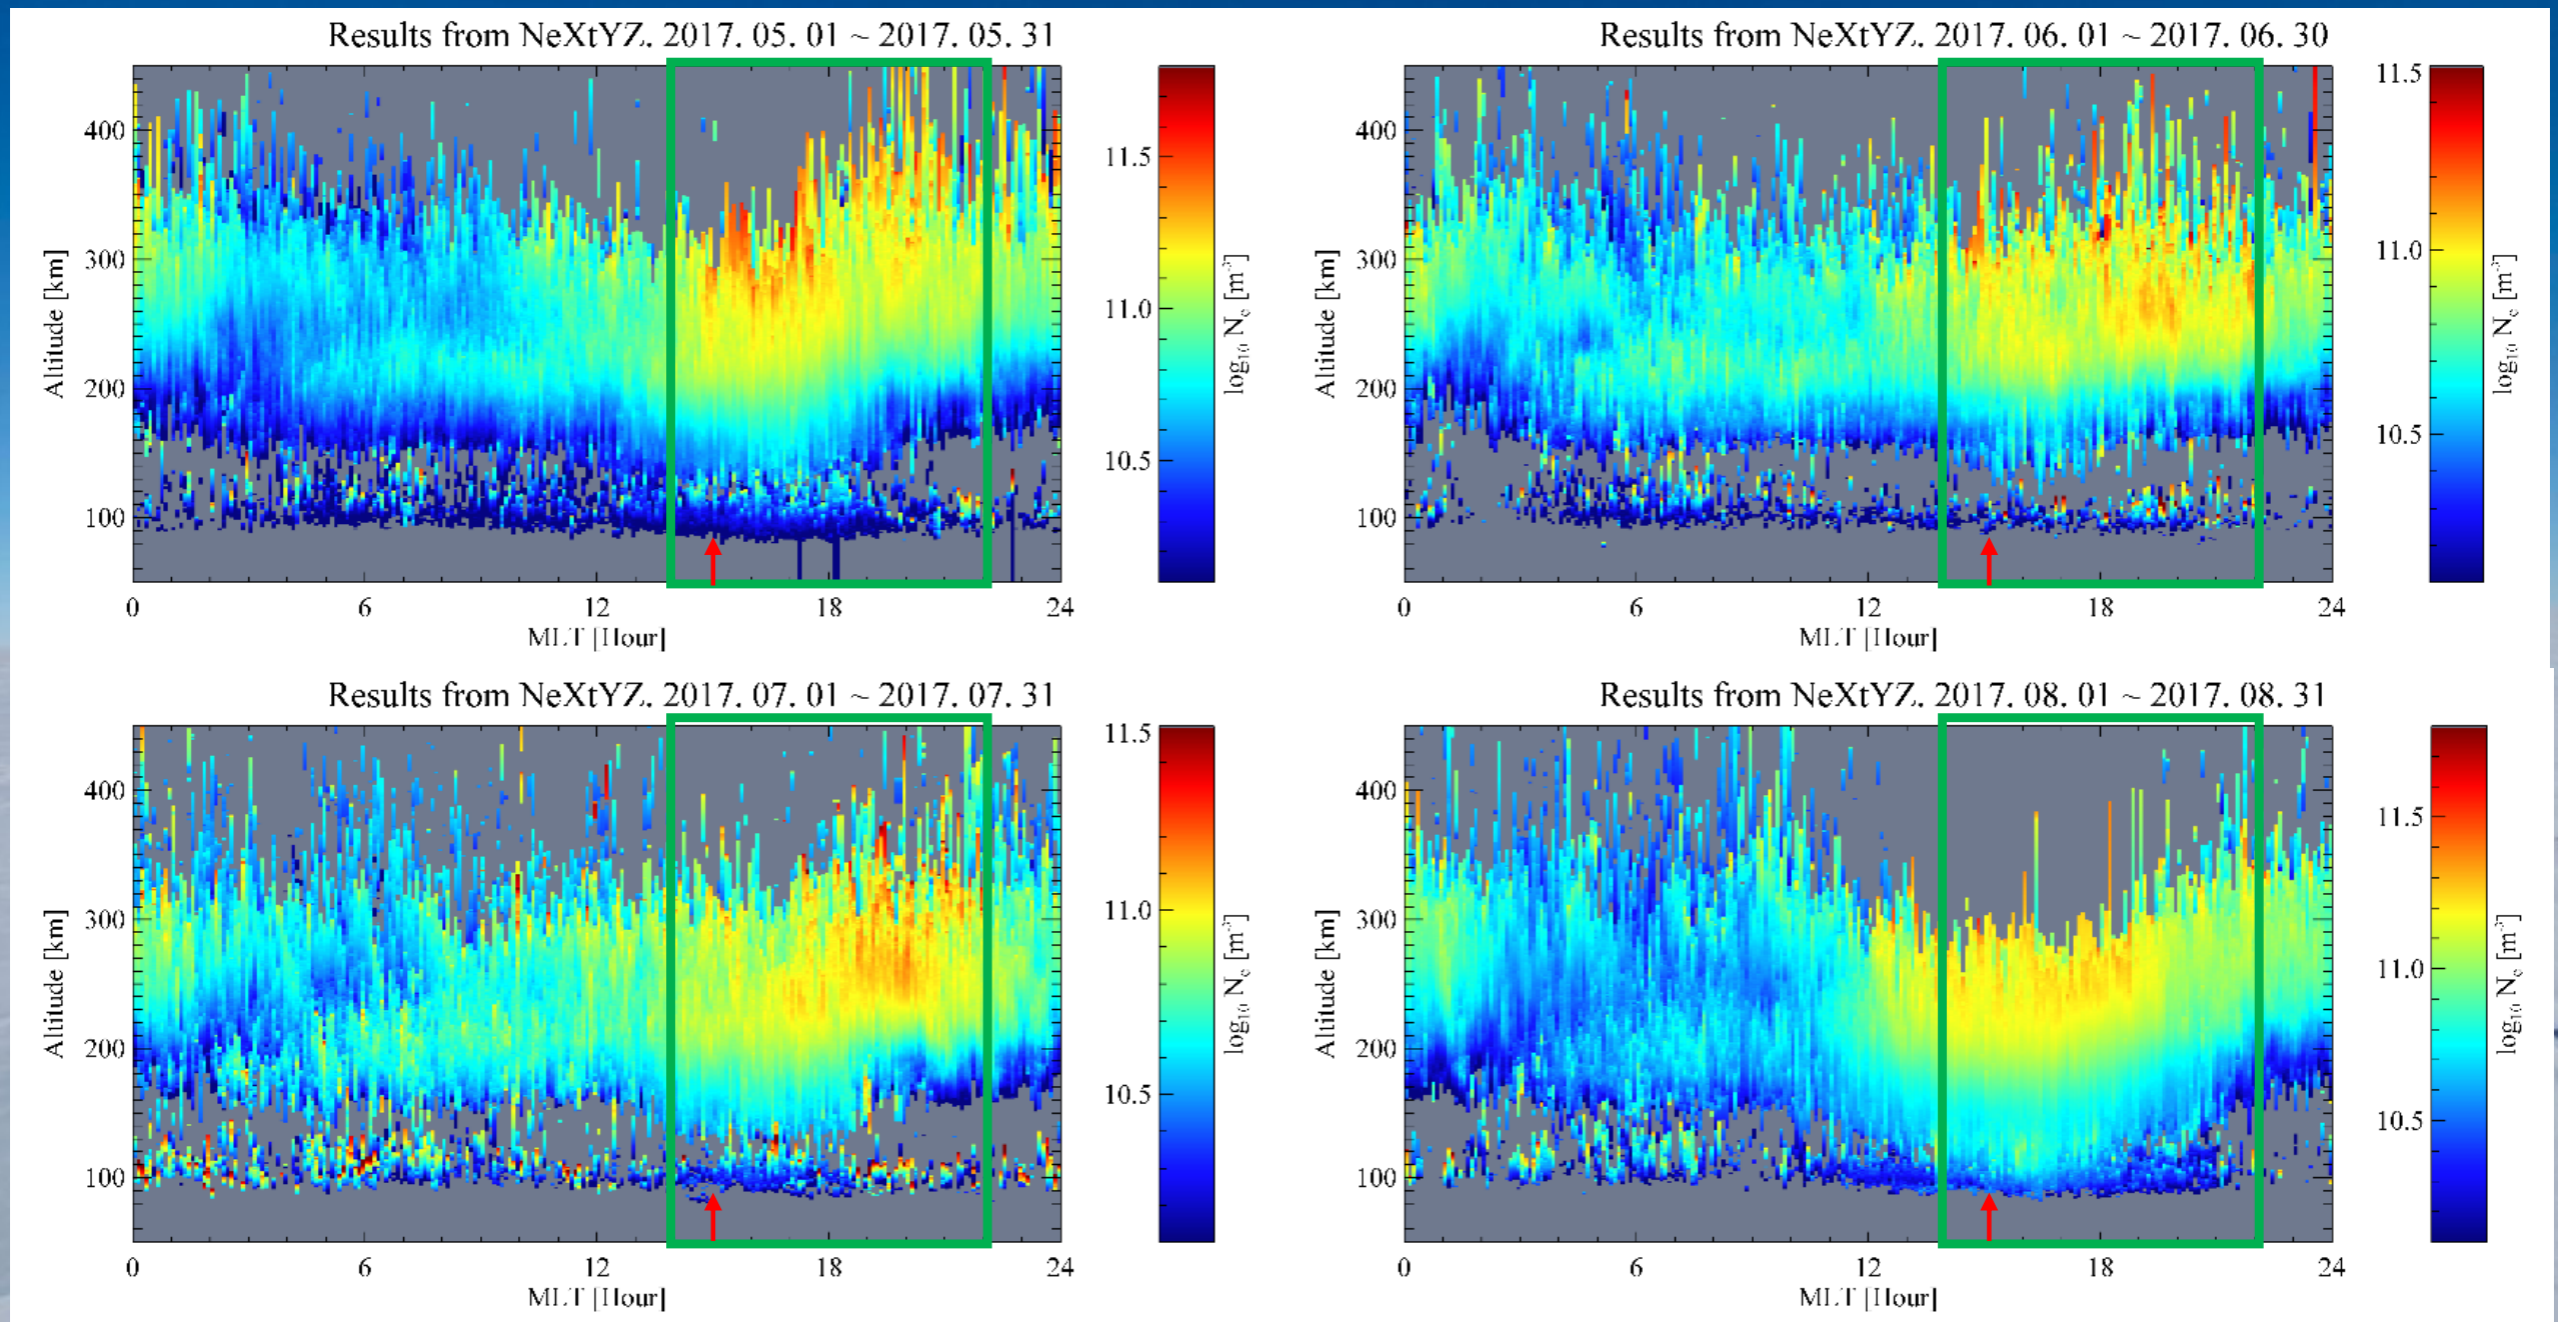 Results from NeXtYZ. 2017. 05. 01 ~ 2017. 05. 31
400
300
200
100
Altitude [km]
0 6 12 18 24
MLT [Hour]
11.5
11.0
10.5
log₁₀ Nₑ [m⁻³]
Results from NeXtYZ. 2017. 06. 01 ~ 2017. 06. 30
400
300
200
100
Altitude [km]
0 6 12 18 24
MLT [Hour]
11.5
11.0
10.5
log₁₀ Nₑ [m⁻³]
Results from NeXtYZ. 2017. 07. 01 ~ 2017. 07. 31
400
300
200
100
Altitude [km]
0 6 12 18 24
MLT [Hour]
11.5
11.0
10.5
log₁₀ Nₑ [m⁻³]
Results from NeXtYZ. 2017. 08. 01 ~ 2017. 08. 31
400
300
200
100
Altitude [km]
0 6 12 18 24
MLT [Hour]
11.5
11.0
10.5
log₁₀ Nₑ [m⁻³]